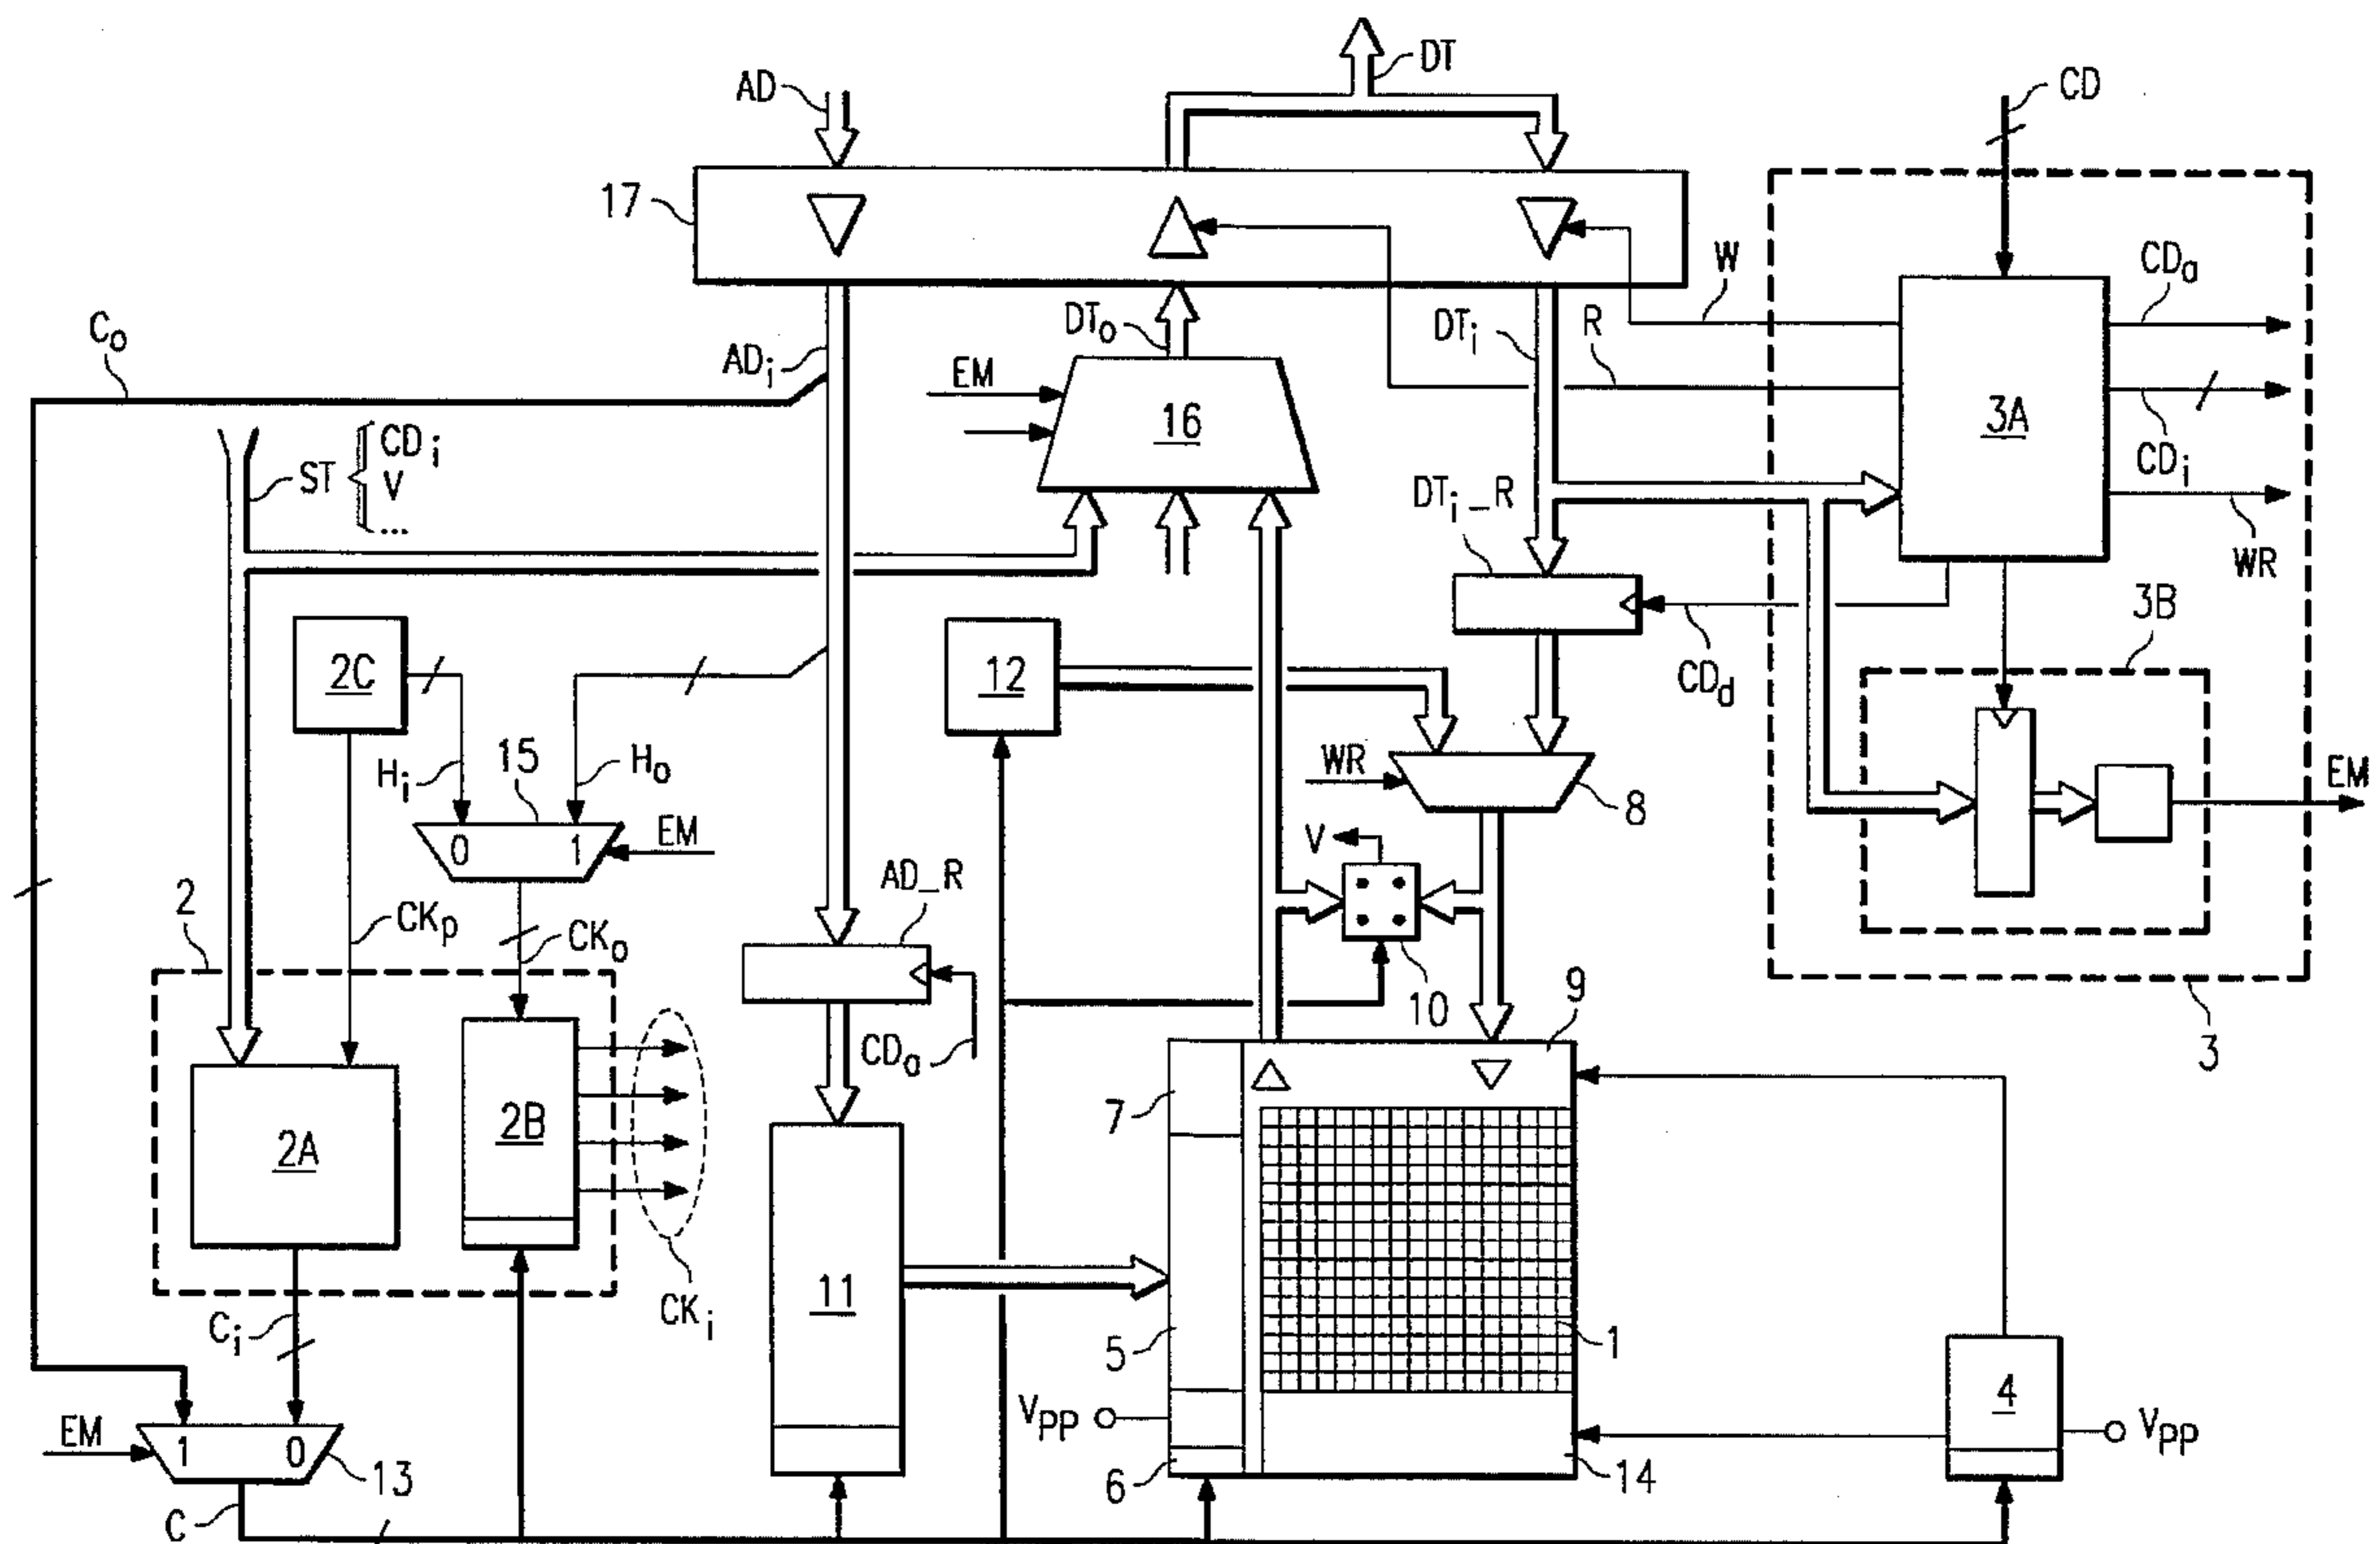 DT
AD
CD
17
W
CDa
Co
DTo
DTi
R
ADi
EM
CDi
ST { CDi
V
...
16
3A
CDi
DTi_R
WR
3B
2C
12
CDd
Hi
15
Ho
WR
EM
0
1
EM
8
V
AD_R
2
CKp
CKo
10
9
3
CDa
7
2B
2A
11
CKi
Ci
5
1
4
VPP
VPP
EM
1
0
13
6
14
C